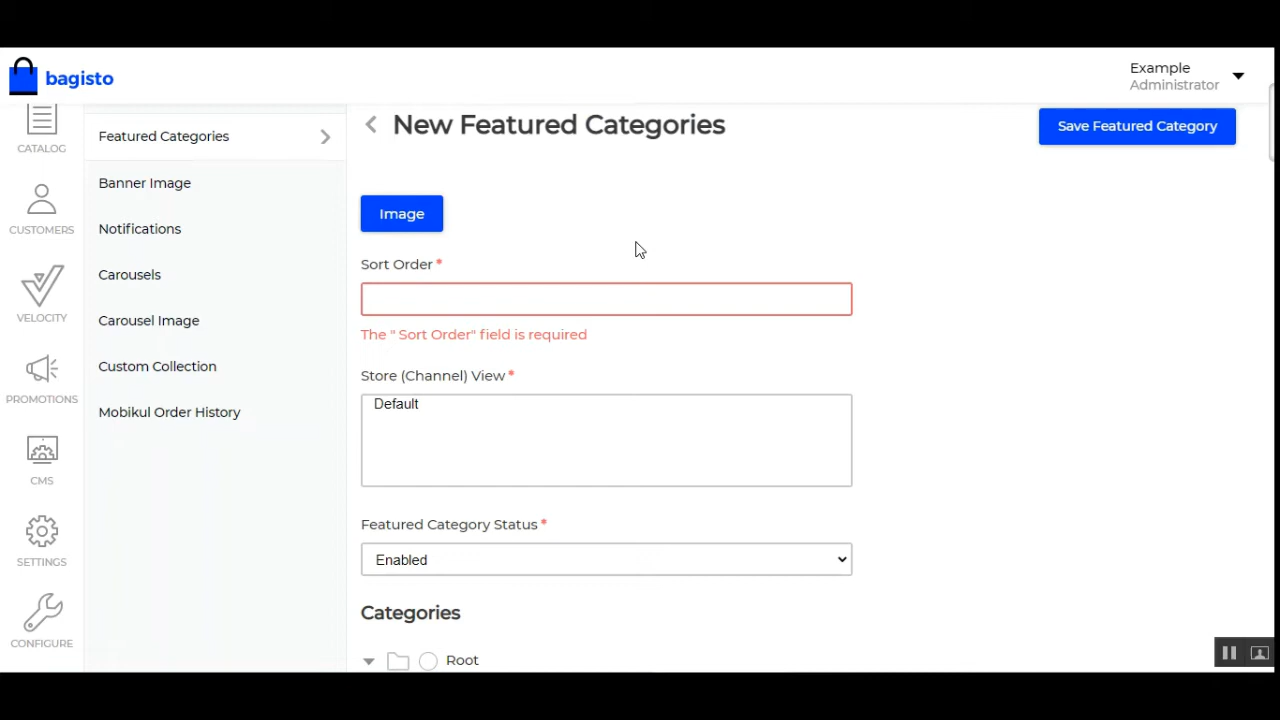 bagisto
Example
Administrator
CATALOG
CUSTOMERS
VELOCITY
PROMOTIONS
CMS
SETTINGS
CONFIGURE
Featured Categories
Banner Image
Notifications
Carousels
Carousel Image
Custom Collection
Mobikul Order History
New Featured Categories
Save Featured Category
Image
Sort Order *
The " Sort Order" field is required
Store (Channel) View *
Default
Featured Category Status *
Enabled
Categories
Root